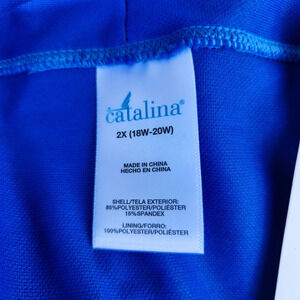 catalina®
2X (18W-20W)
MADE IN CHINA
HECHO EN CHINA
SHELL/TELA EXTERIOR:
85%POLYESTER/POLIÉSTER
15%SPANDEX
LINING/FORRO:
100%POLYESTER/POLIÉSTER